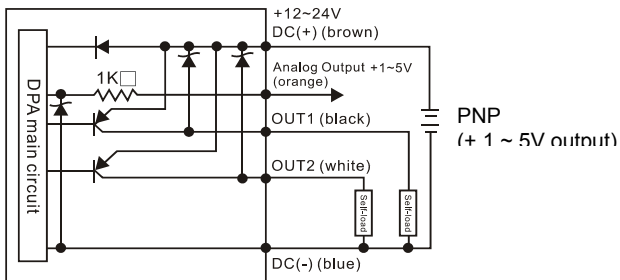 +12~24V
DC(+) (brown)
Analog Output +1~5V
(orange)
1K□
OUT1 (black)
OUT2 (white)
DC(-) (blue)
DPA main circuit
Self-load
Self-load
PNP
(+ 1 ~ 5V output)